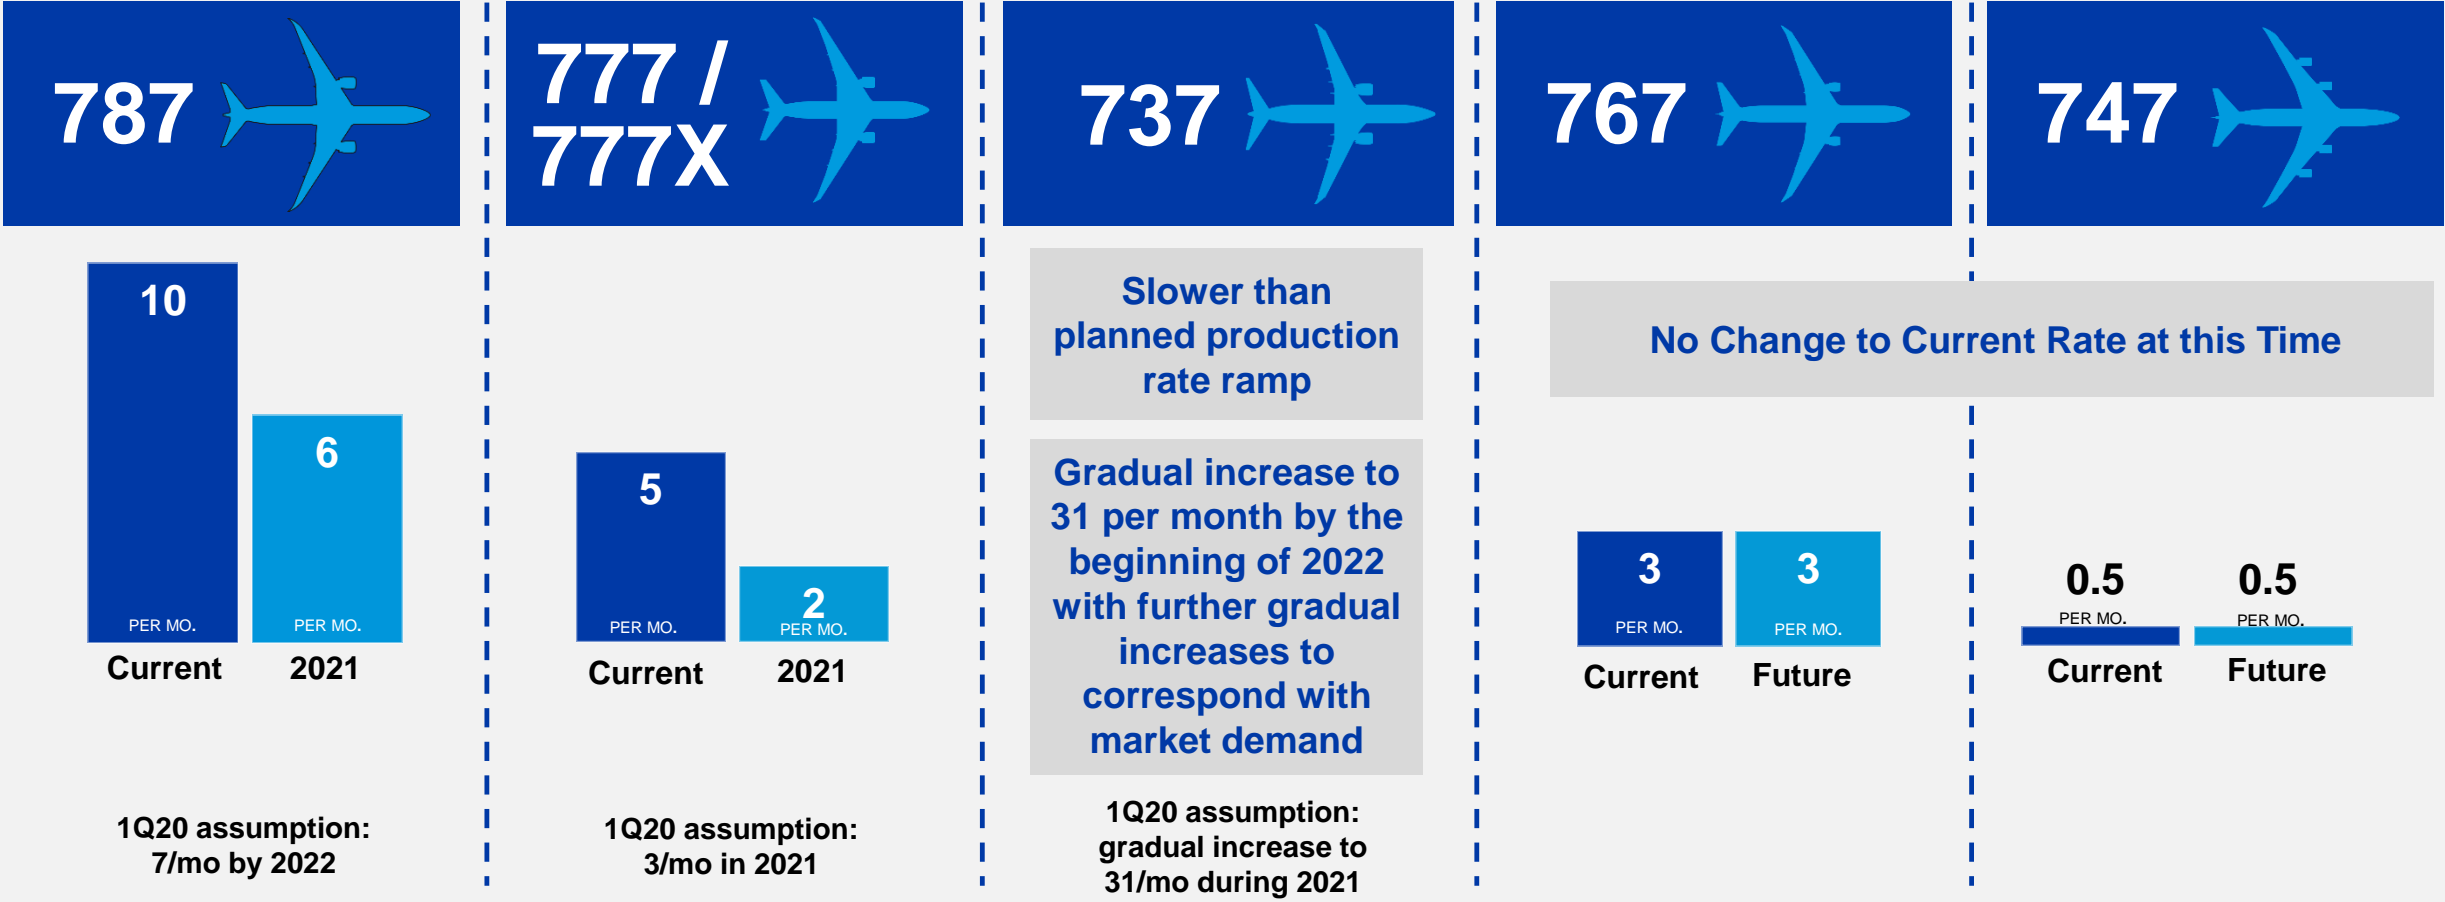 787
10
PER MO.
Current
6
PER MO.
2021
1Q20 assumption:
7/mo by 2022
777 /
777X
5
PER MO.
Current
2
PER MO.
2021
1Q20 assumption:
3/mo in 2021
737
Slower than
planned production
rate ramp
Gradual increase to
31 per month by the
beginning of 2022
with further gradual
increases to
correspond with
market demand
1Q20 assumption:
gradual increase to
31/mo during 2021
767
747
No Change to Current Rate at this Time
3
PER MO.
Current
3
PER MO.
Future
0.5
PER MO.
Current
0.5
PER MO.
Future